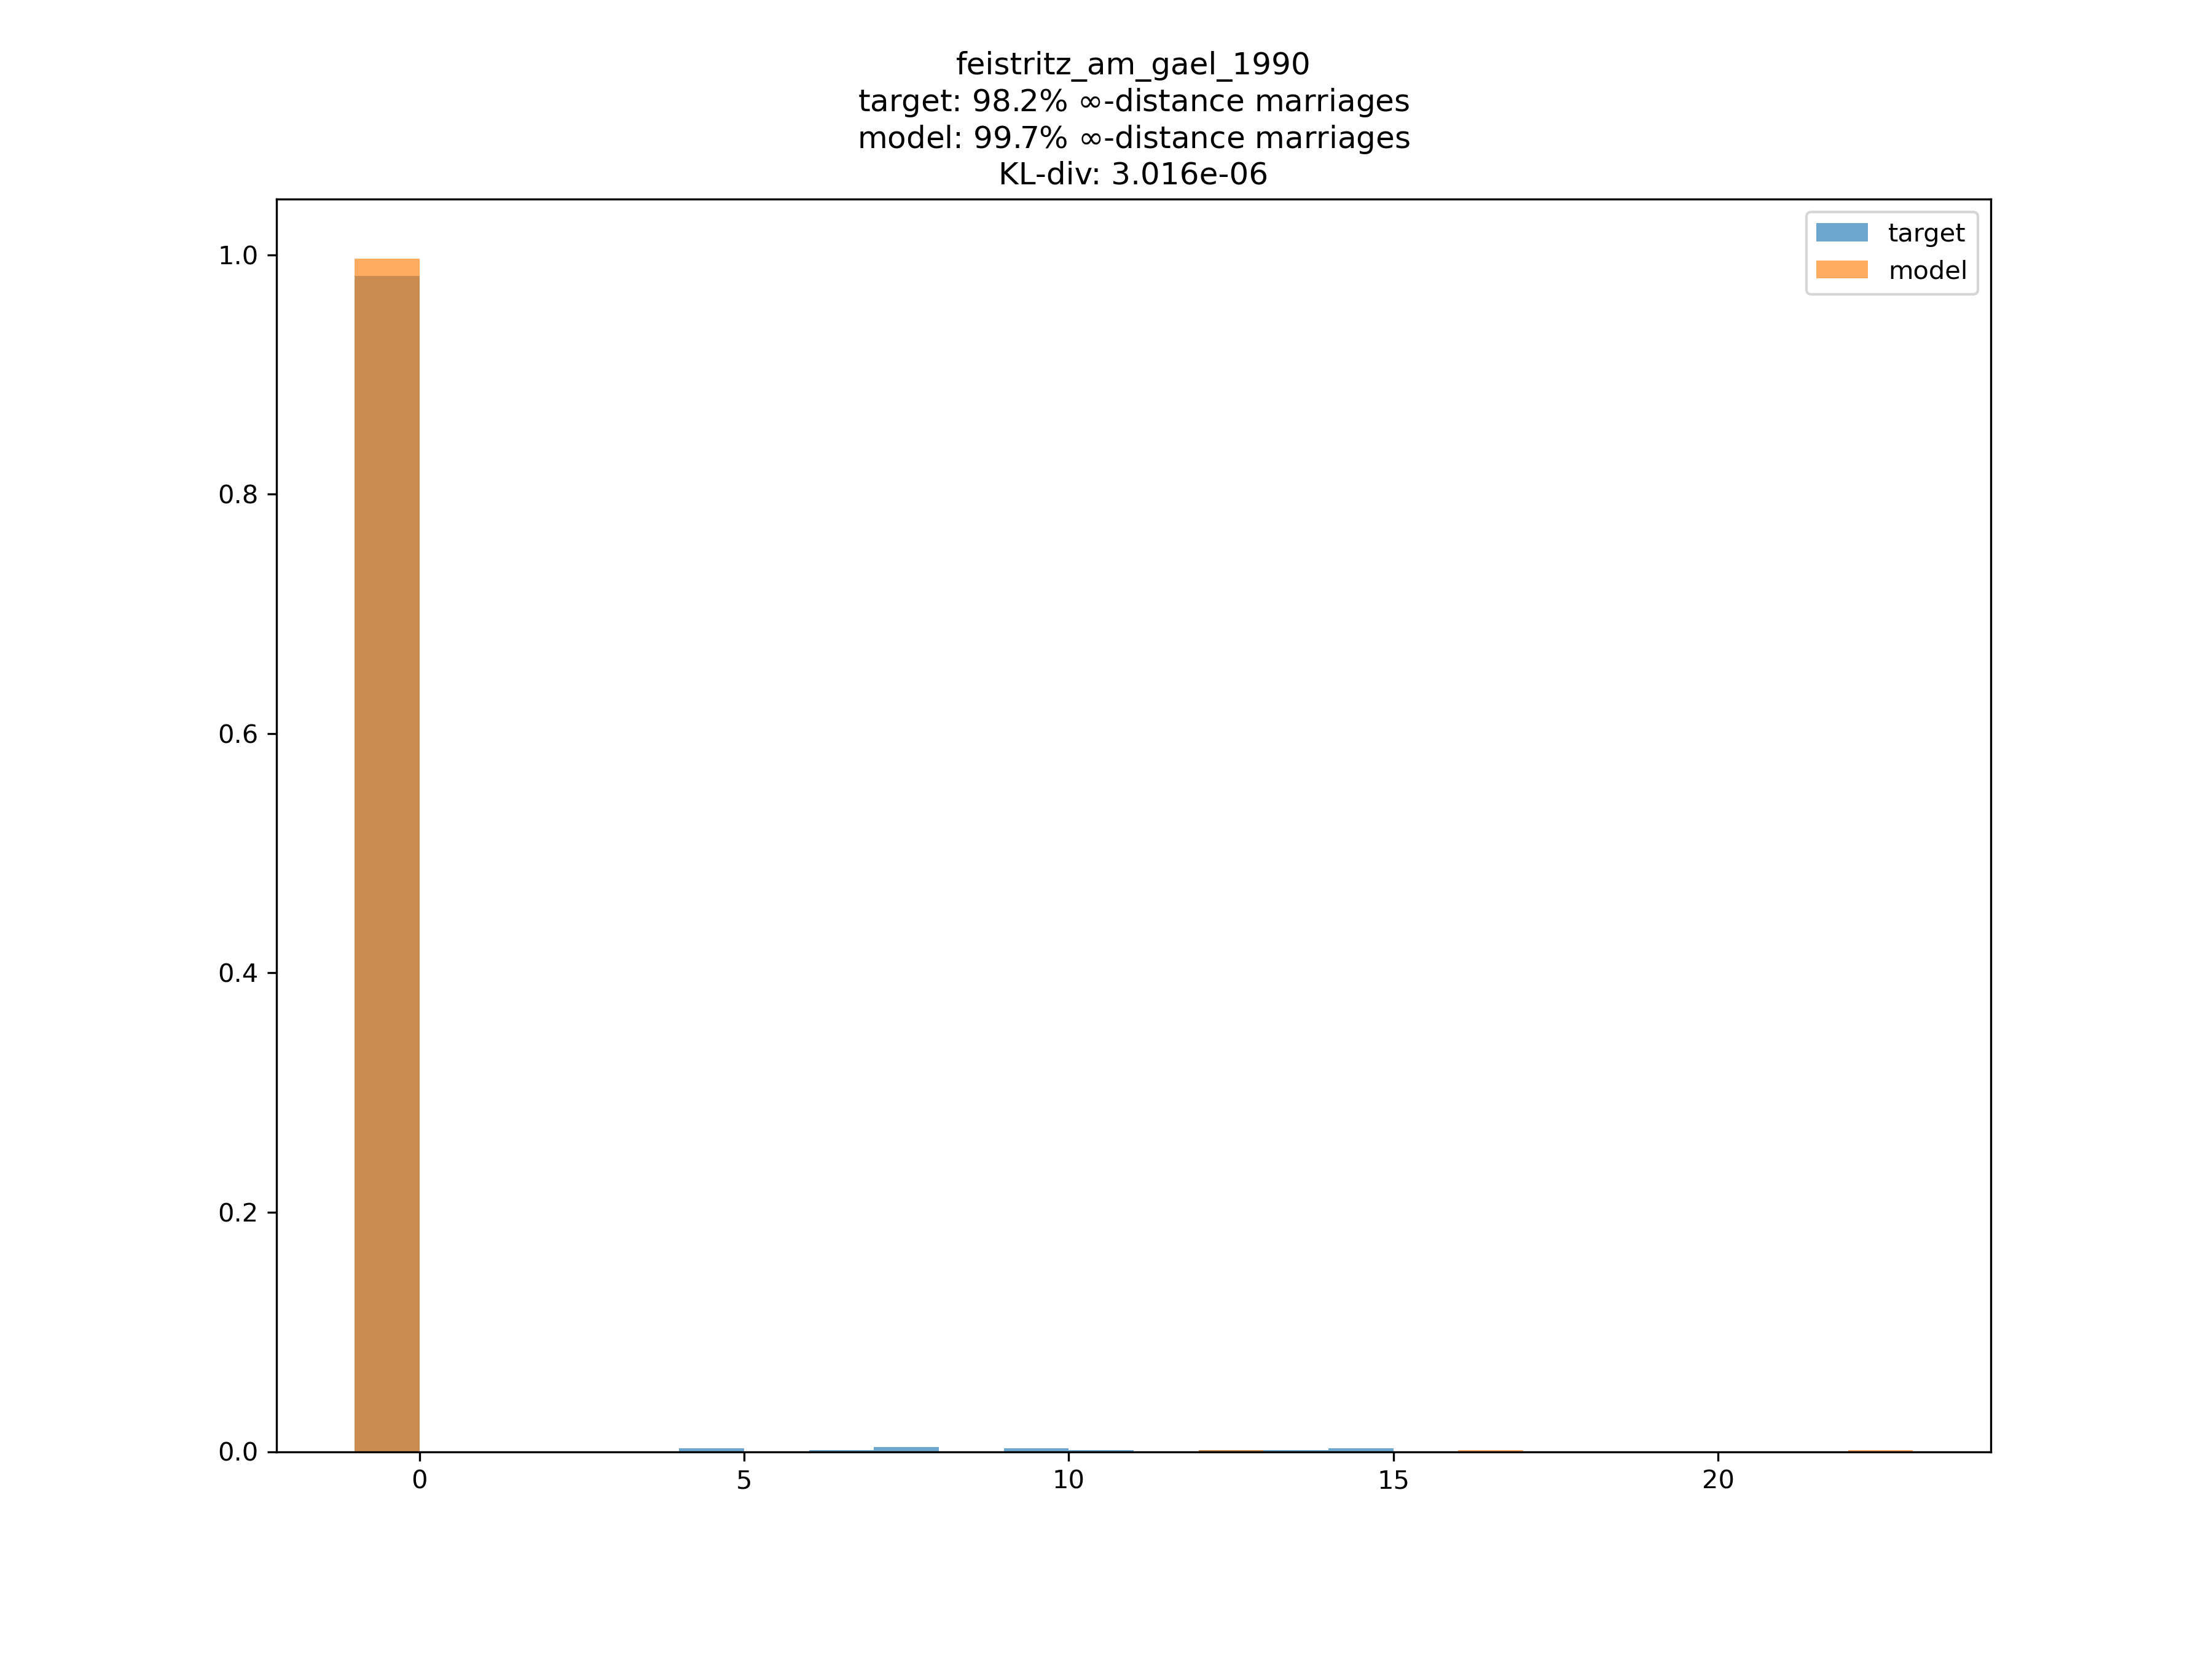 feistritz_am_gael_1990
target: 98.2% ∞-distance marriages
model: 99.7% ∞-distance marriages
KL-div: 3.016e-06
target
model
1.0
0.8
0.6
0.4
0.2
0.0
0 5 10 15 20